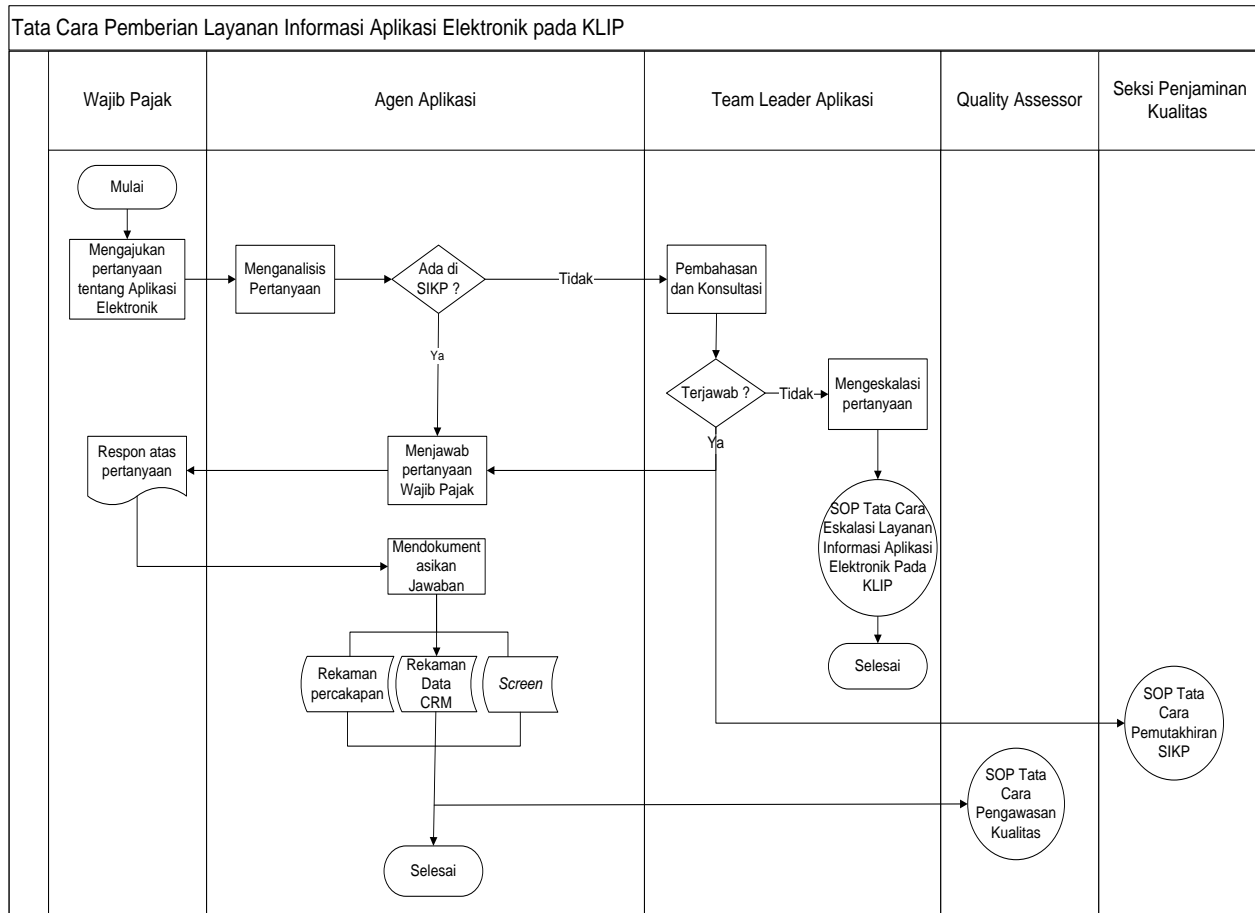 Tata Cara Pemberian Layanan Informasi Aplikasi Elektronik pada KLIP
Wajib Pajak
Agen Aplikasi
Team Leader Aplikasi
Quality Assessor
Seksi Penjaminan
Kualitas
Mulai
Mengajukan
pertanyaan
tentang Aplikasi
Elektronik
Menganalisis
Pertanyaan
Ada di
SIKP ?
Tidak
Pembahasan
dan Konsultasi
Ya
Terjawab ?
Tidak
Mengeskalasi
pertanyaan
Ya
Respon atas
pertanyaan
Menjawab
pertanyaan
Wajib Pajak
SOP Tata Cara
Eskalasi Layanan
Informasi Aplikasi
Elektronik Pada
KLIP
Mendokument
asikan
Jawaban
Selesai
Rekaman
percakapan
Rekaman
Data
CRM
Screen
SOP Tata
Cara
Pemutakhiran
SIKP
SOP Tata
Cara
Pengawasan
Kualitas
Selesai